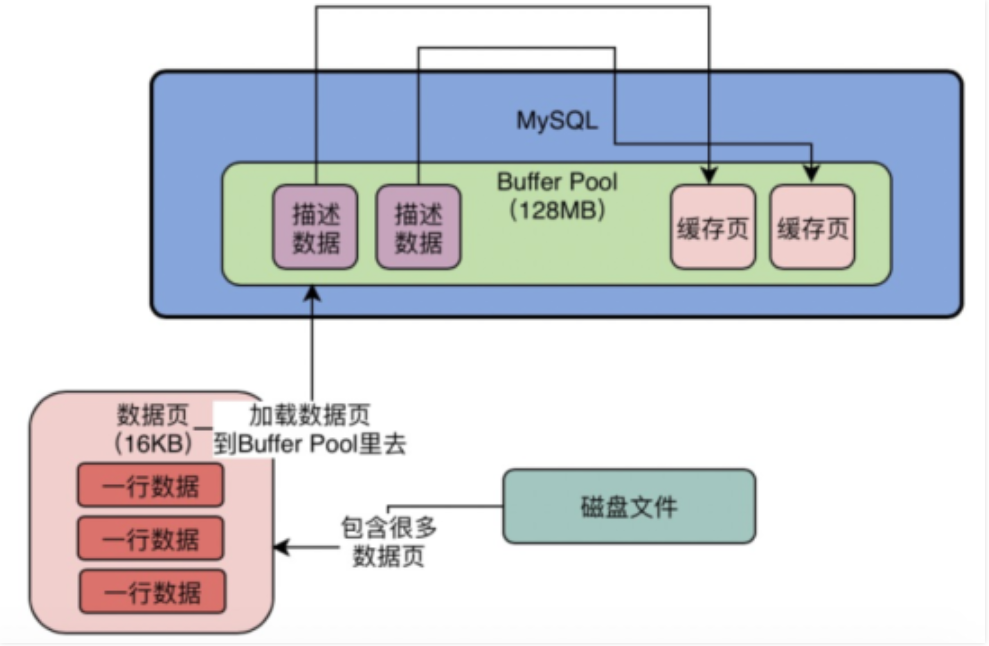 MySQL
Buffer Pool
（128MB）
描述
数据
描述
数据
缓存页
缓存页
数据页
（16KB）
加载数据页
到Buffer Pool里去
一行数据
一行数据
一行数据
包含很多
数据页
磁盘文件